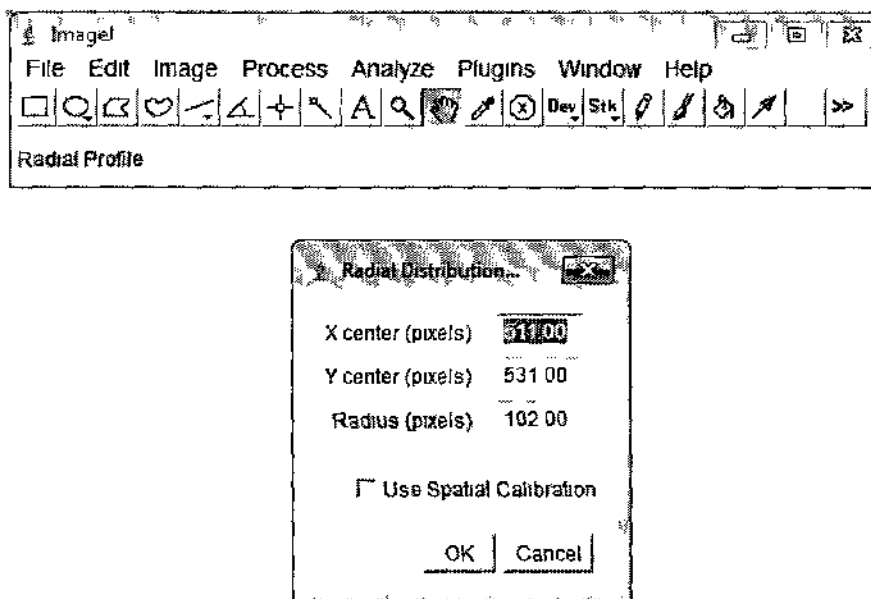 ImageJ
File Edit Image Process Analyze Plugins Window Help
A Dev Stk >>
Radial Profile
Radial Distribution...
X center (pixels) 511 00
Y center (pixels) 531 00
Radius (pixels) 102 00
Use Spatial Calibration
OK Cancel